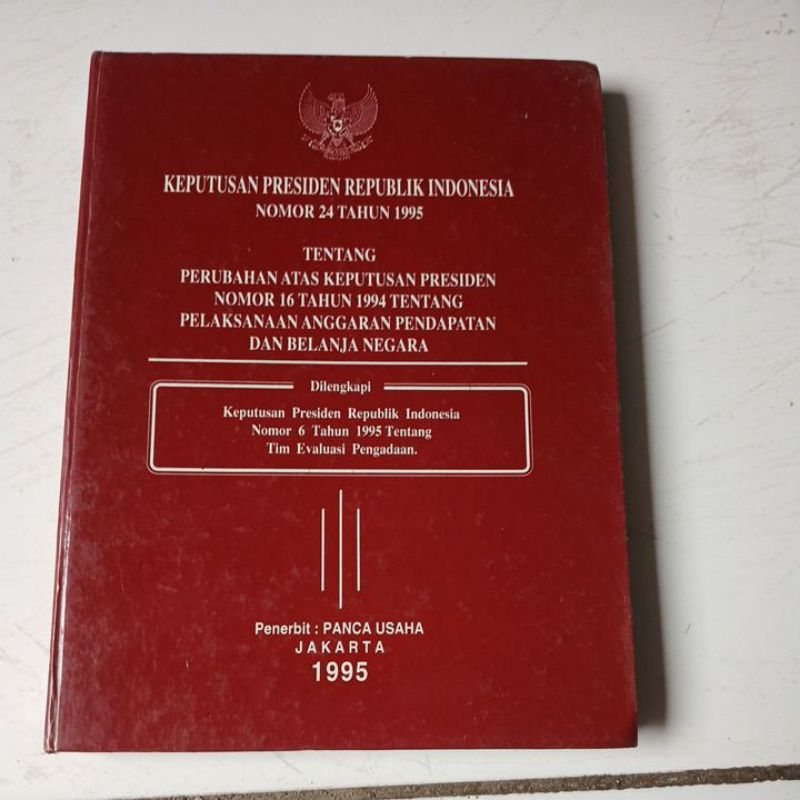 KEPUTUSAN PRESIDEN REPUBLIK INDONESIA
NOMOR 24 TAHUN 1995
TENTANG
PERUBAHAN ATAS KEPUTUSAN PRESIDEN
NOMOR 16 TAHUN 1994 TENTANG
PELAKSANAAN ANGGARAN PENDAPATAN
DAN BELANJA NEGARA
Dilengkapi
Keputusan Presiden Republik Indonesia
Nomor 6 Tahun 1995 Tentang
Tim Evaluasi Pengadaan.
Penerbit : PANCA USAHA
JAKARTA
1995